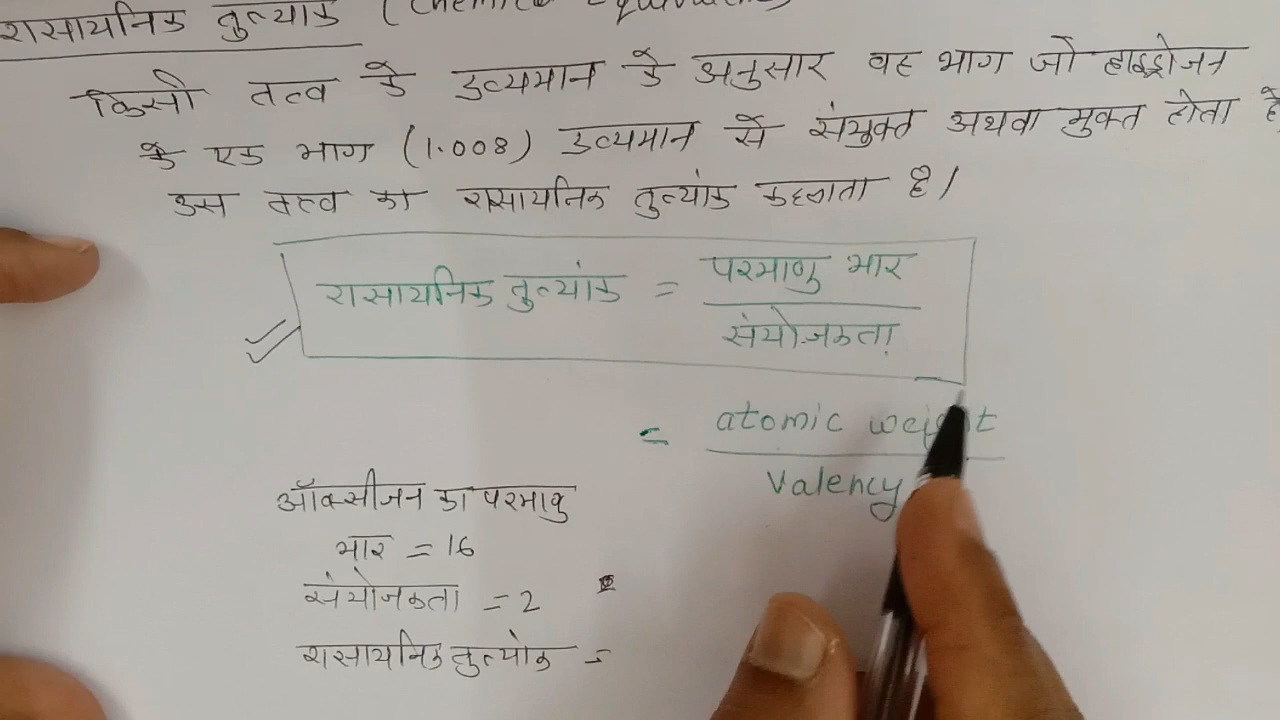 रासायनिक तुल्यांक (Chemical
किसी तत्व के द्रव्यमान के अनुसार वह भाग जो हाइड्रोजन
के एक भाग (1.008) द्रव्यमान से संयुक्त अथवा मुक्त होता है
उस तत्व का रासायनिक तुल्यांक कहलाता है।
रासायनिक तुल्यांक = परमाणु भार
संयोजकता
= atomic weight
Valency
ऑक्सीजन का परमाणु
भार = 16
संयोजकता = 2
रासायनिक तुल्यांक =